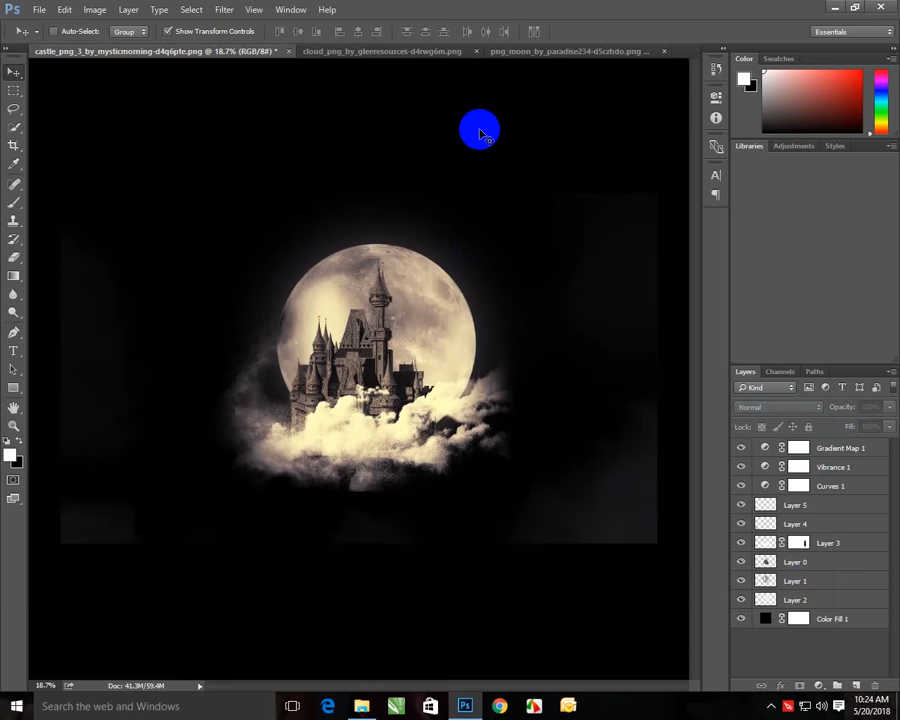 Ps File Edit Image Layer Type Select Filter View Window Help
Auto-Select: Group Show Transform Controls Essentials
castle_png_3_by_mysticmorning-d4q6pte.png @ 18.7% (RGB/8#) * × cloud_png_by_gleeresources-d4rwg6m.png × png_moon_by_paradise234-d5czhdo.png ... ×
Color Swatches
Libraries Adjustments Styles
Layers Channels Paths
Kind
Normal Opacity: 100%
Lock: Fill: 100%
Gradient Map 1
Vibrance 1
Curves 1
Layer 5
Layer 4
Layer 3
Layer 0
Layer 1
Layer 2
Color Fill 1
18.7% Doc: 41.3M/59.4M
Search the web and Windows
10:24 AM
5/20/2018